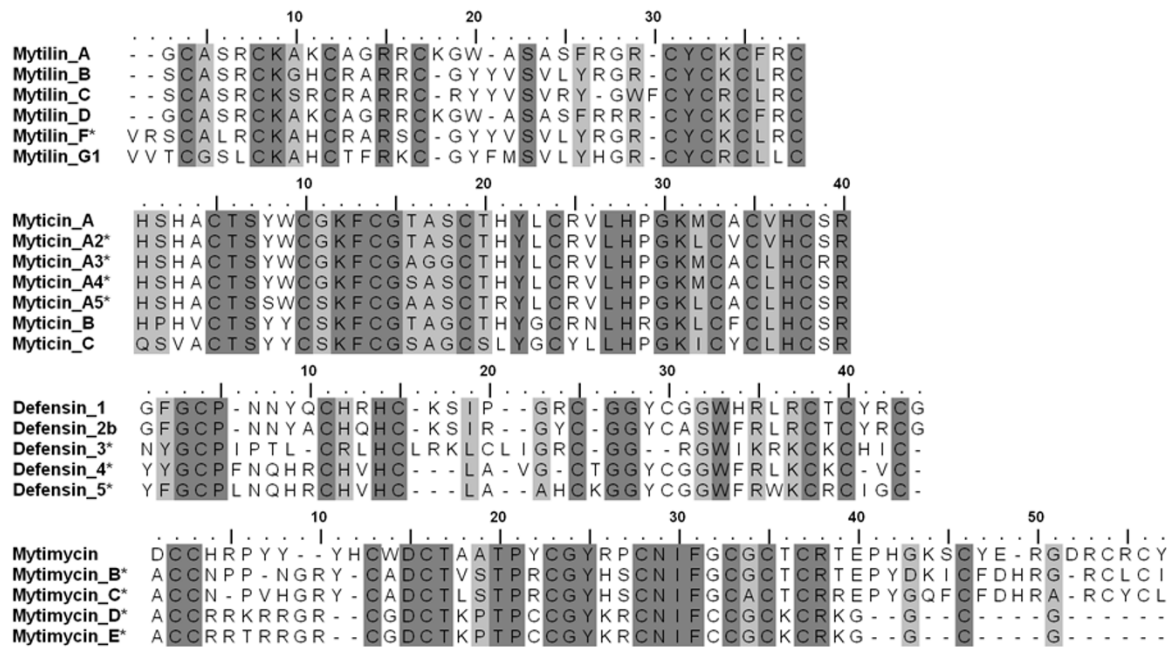 10 20 30
Mytilin_A --GCASRCKAKCAGRRCKGW-ASASFRGR-CYCKCFRC
Mytilin_B --SCASRCKGHCRARRC-GYYVSVLYRGR-CYCKCLRC
Mytilin_C --SCASRCKSRCRARRC-RYYVSVRY-GWFCYCRCLRC
Mytilin_D --GCASRCKAKCAGRRCKGW-ASASFRRR-CYCKCFRC
Mytilin_F* VRSCALRCKAHCRARSC-GYYVSVLYRGR-CYCKCLRC
Mytilin_G1 VVTCGSLCKAHCTFRKC-GYFMSVLYHGR-CYCRCLLC
10 20 30 40
Myticin_A HSHACTSYWCGKFCGTASCTHYLCRVLHPGKMCACVHCSR
Myticin_A2* HSHACTSYWCGKFCGTASCTHYLCRVLHPGKLCVCVHCSR
Myticin_A3* HSHACTSYWCGKFCGAGGCTHYLCRVLHPGKMCACLHCRR
Myticin_A4* HSHACTSYWCGKFCGSASCTHYLCRVLHPGKMCACLHCSR
Myticin_A5* HSHACTSSWCSKFCGAASCTRYLCRVLHPGKLCACLHCSR
Myticin_B HPHVCTSYYCSKFCGTAGCTHYGCRNLHRGKLCFCLHCSR
Myticin_C QSVACTSYYCSKFCGSAGCSLYGCYLLHPGKICYCLHCSR
10 20 30 40
Defensin_1 GFGCP-NNYQCHRHC-KSIP--GRC-GGYCGGWHRLRCTCYRCG
Defensin_2b GFGCP-NNYACHQHC-KSIR--GYC-GGYCASWFRLRCTCYRCG
Defensin_3* NYGCPIPTL-CRLHCLRKLCLIGRC-GG--RGWIKRKCKCHIC-
Defensin_4* YYGCPFNQHRCHVHC---LA-VG-CTGGYCGGWFRLKCKC-VC-
Defensin_5* YFGCPLNQHRCHVHC---LA--AHCKGGYCGGWFRWKCRCIGC-
10 20 30 40 50
Mytimycin DCCHRPYY--YHCWDCTAATPYCGYRPCNIFGCGCTCRTEPHGKSCYE-RGDRCRCY
Mytimycin_B* ACCNPP-NGRY-CADCTVSTPRCGYHSCNIFGCGCTCRTEPYDKICFDHRG-RCLCI
Mytimycin_C* ACCN-PVHGRY-CADCTLSTPRCGYHSCNIFGCACTCRREPYGQFCFDHRA-RCYCL
Mytimycin_D* ACCRRKRRGR--CGDCTKPTPCCGYKRCNIFCCGCKCRKG--G--C----G------
Mytimycin_E* ACCRRTRRGR--CGDCTKPTPCCGYKRCNIFCCGCKCRKG--G--C----G------